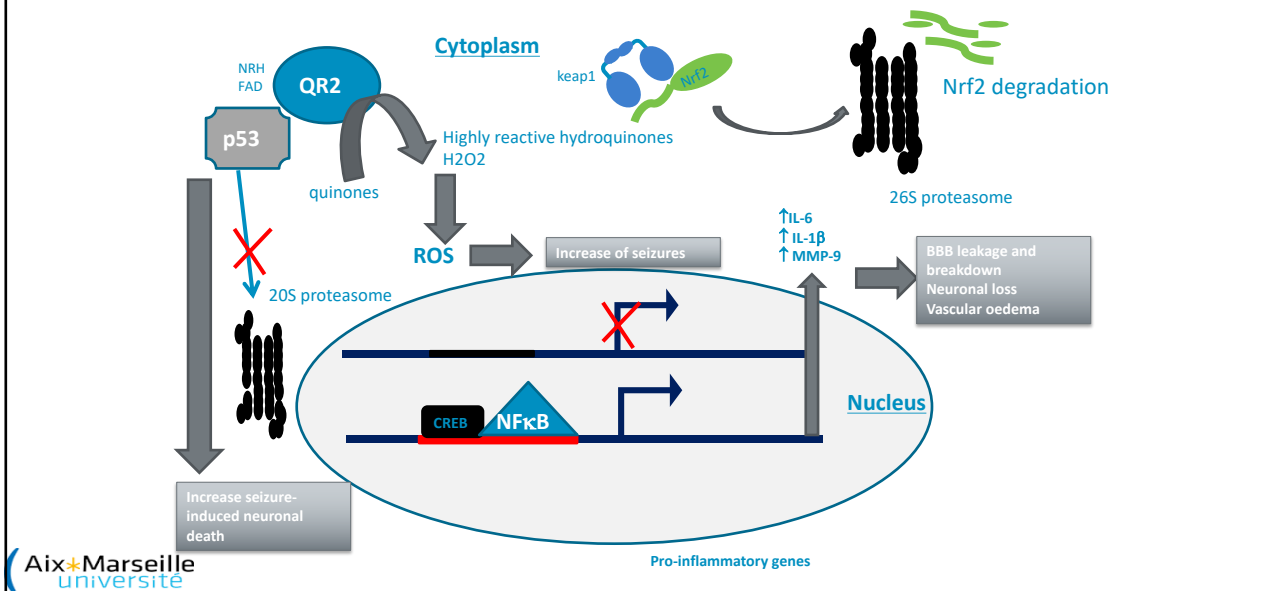 Cytoplasm
NRH
FAD
QR2
p53
keap1
Nrf2
Nrf2 degradation
Highly reactive hydroquinones
H2O2
quinones
26S proteasome
ROS
Increase of seizures
↑IL-6
↑ IL-1β
↑ MMP-9
BBB leakage and
breakdown
Neuronal loss
Vascular oedema
20S proteasome
Nucleus
CREB
NFκB
Increase seizure-
induced neuronal
death
Pro-inflammatory genes
Aix*Marseille
université